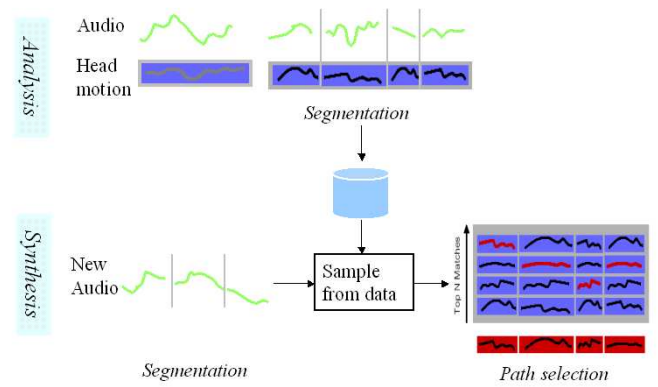 Analysis
Audio
Head
motion
Segmentation
Synthesis
New
Audio
Sample
from data
Top N Matches
Segmentation
Path selection